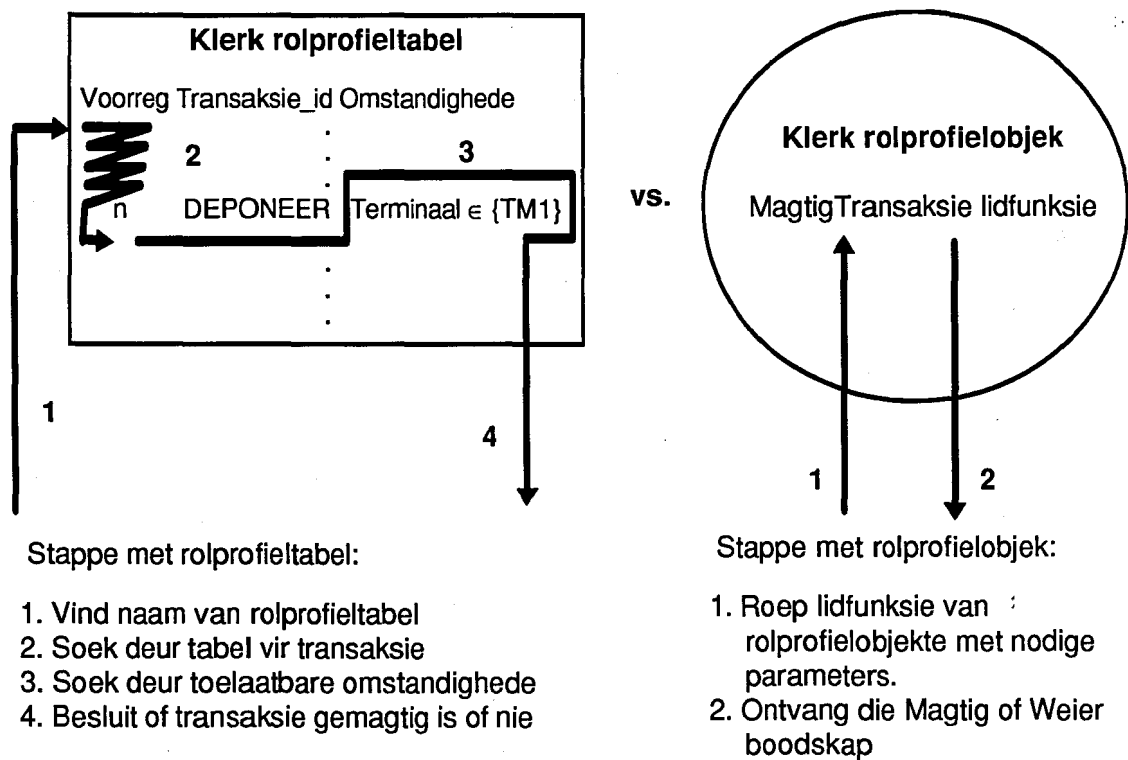 Klerk rolprofieltabel
Voorreg Transaksie_id Omstandighede
2
3
n DEPONEER Terminaal ∈ {TM1}
1
4
vs.
Klerk rolprofielobjek
MagtigTransaksie lidfunksie
1
2
Stappe met rolprofieltabel:
1. Vind naam van rolprofieltabel
2. Soek deur tabel vir transaksie
3. Soek deur toelaatbare omstandighede
4. Besluit of transaksie gemagtig is of nie
Stappe met rolprofielobjek:
1. Roep lidfunksie van
rolprofielobjekte met nodige
parameters.
2. Ontvang die Magtig of Weier
boodskap